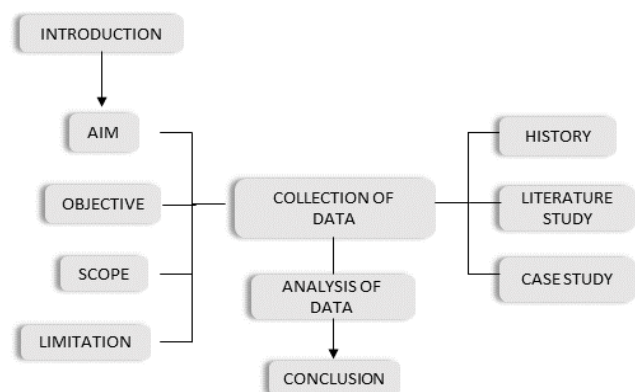 INTRODUCTION
AIM
OBJECTIVE
SCOPE
LIMITATION
COLLECTION OF
DATA
ANALYSIS OF
DATA
CONCLUSION
HISTORY
LITERATURE
STUDY
CASE STUDY